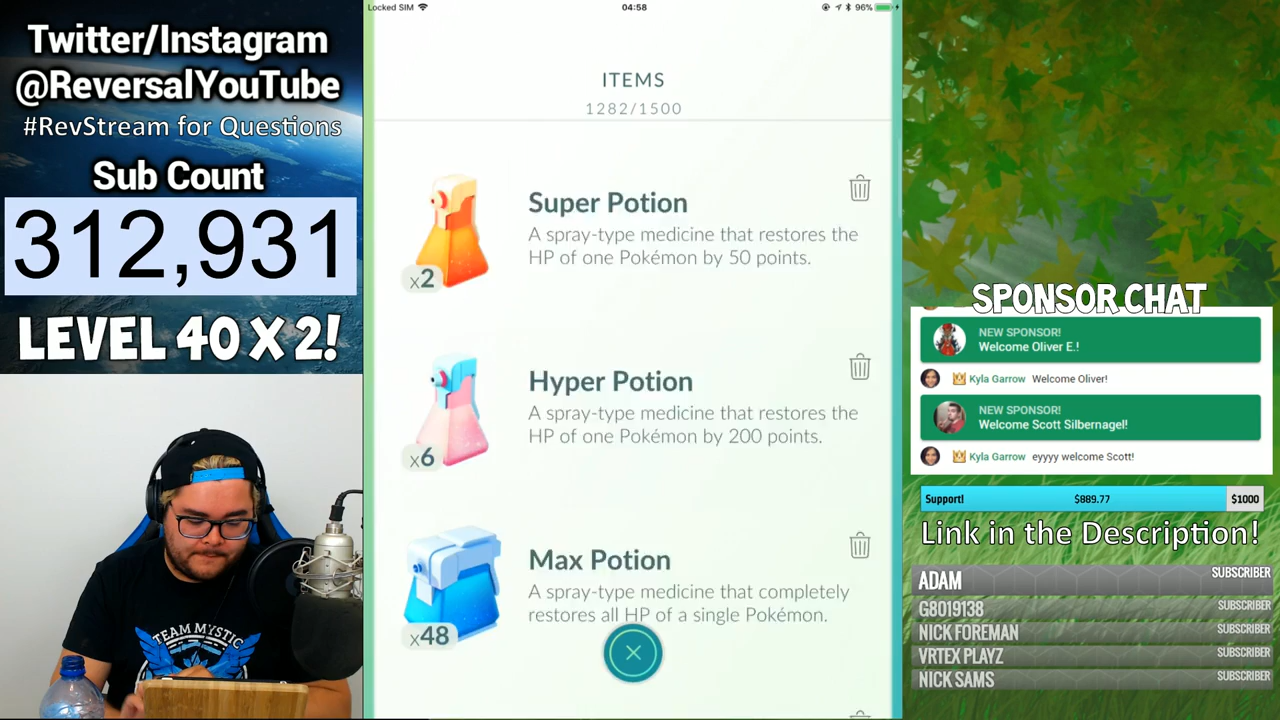 Twitter/Instagram
@ReversalYouTube
#RevStream for Questions
Sub Count
312,931
LEVEL 40 X 2!
TEAM MYSTIC
Locked SIM
04:58
96%
ITEMS
1282/1500
Super Potion
A spray-type medicine that restores the
HP of one Pokémon by 50 points.
x2
Hyper Potion
A spray-type medicine that restores the
HP of one Pokémon by 200 points.
x6
Max Potion
A spray-type medicine that completely
restores all HP of a single Pokémon.
x48
SPONSOR CHAT
NEW SPONSOR!
Welcome Oliver E.!
Kyla Garrow Welcome Oliver!
NEW SPONSOR!
Welcome Scott Silbernagel!
Kyla Garrow eyyyy welcome Scott!
Support! $889.77 $1000
Link in the Description!
ADAM SUBSCRIBER
G8019138 SUBSCRIBER
NICK FOREMAN SUBSCRIBER
VRTEX PLAYZ SUBSCRIBER
NICK SAMS SUBSCRIBER